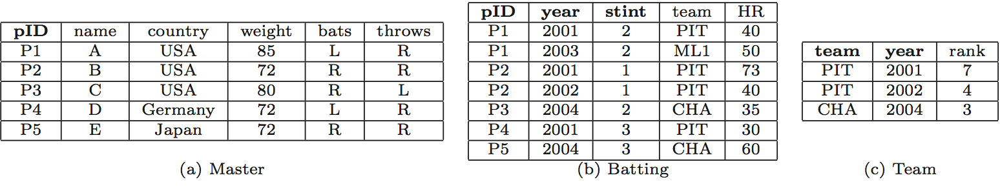 pID name country weight bats throws
P1 A USA 85 L R
P2 B USA 72 R R
P3 C USA 80 R L
P4 D Germany 72 L R
P5 E Japan 72 R R
(a) Master
pID year stint team HR
P1 2001 2 PIT 40
P1 2003 2 ML1 50
P2 2001 1 PIT 73
P2 2002 1 PIT 40
P3 2004 2 CHA 35
P4 2001 3 PIT 30
P5 2004 3 CHA 60
(b) Batting
team year rank
PIT 2001 7
PIT 2002 4
CHA 2004 3
(c) Team